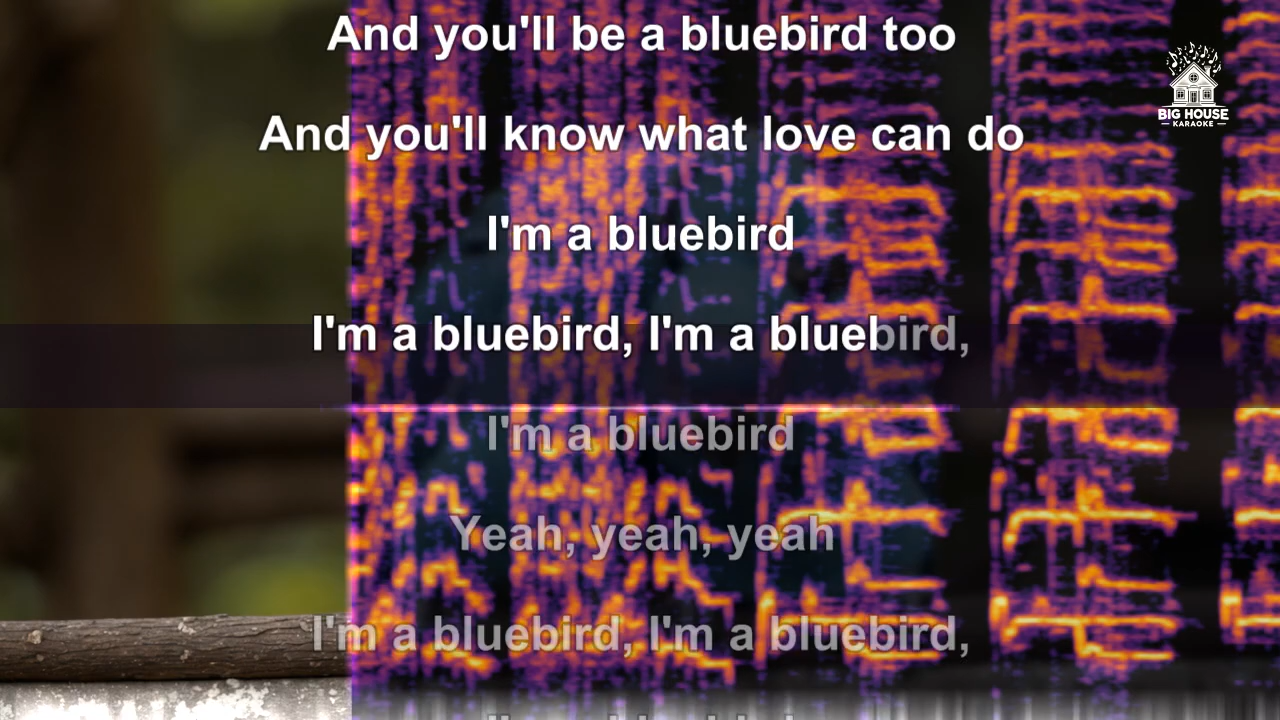 And you'll be a bluebird too
BIG HOUSE
KARAOKE
And you'll know what love can do
I'm a bluebird
I'm a bluebird, I'm a bluebird,
I'm a bluebird
Yeah, yeah, yeah
I'm a bluebird, I'm a bluebird,